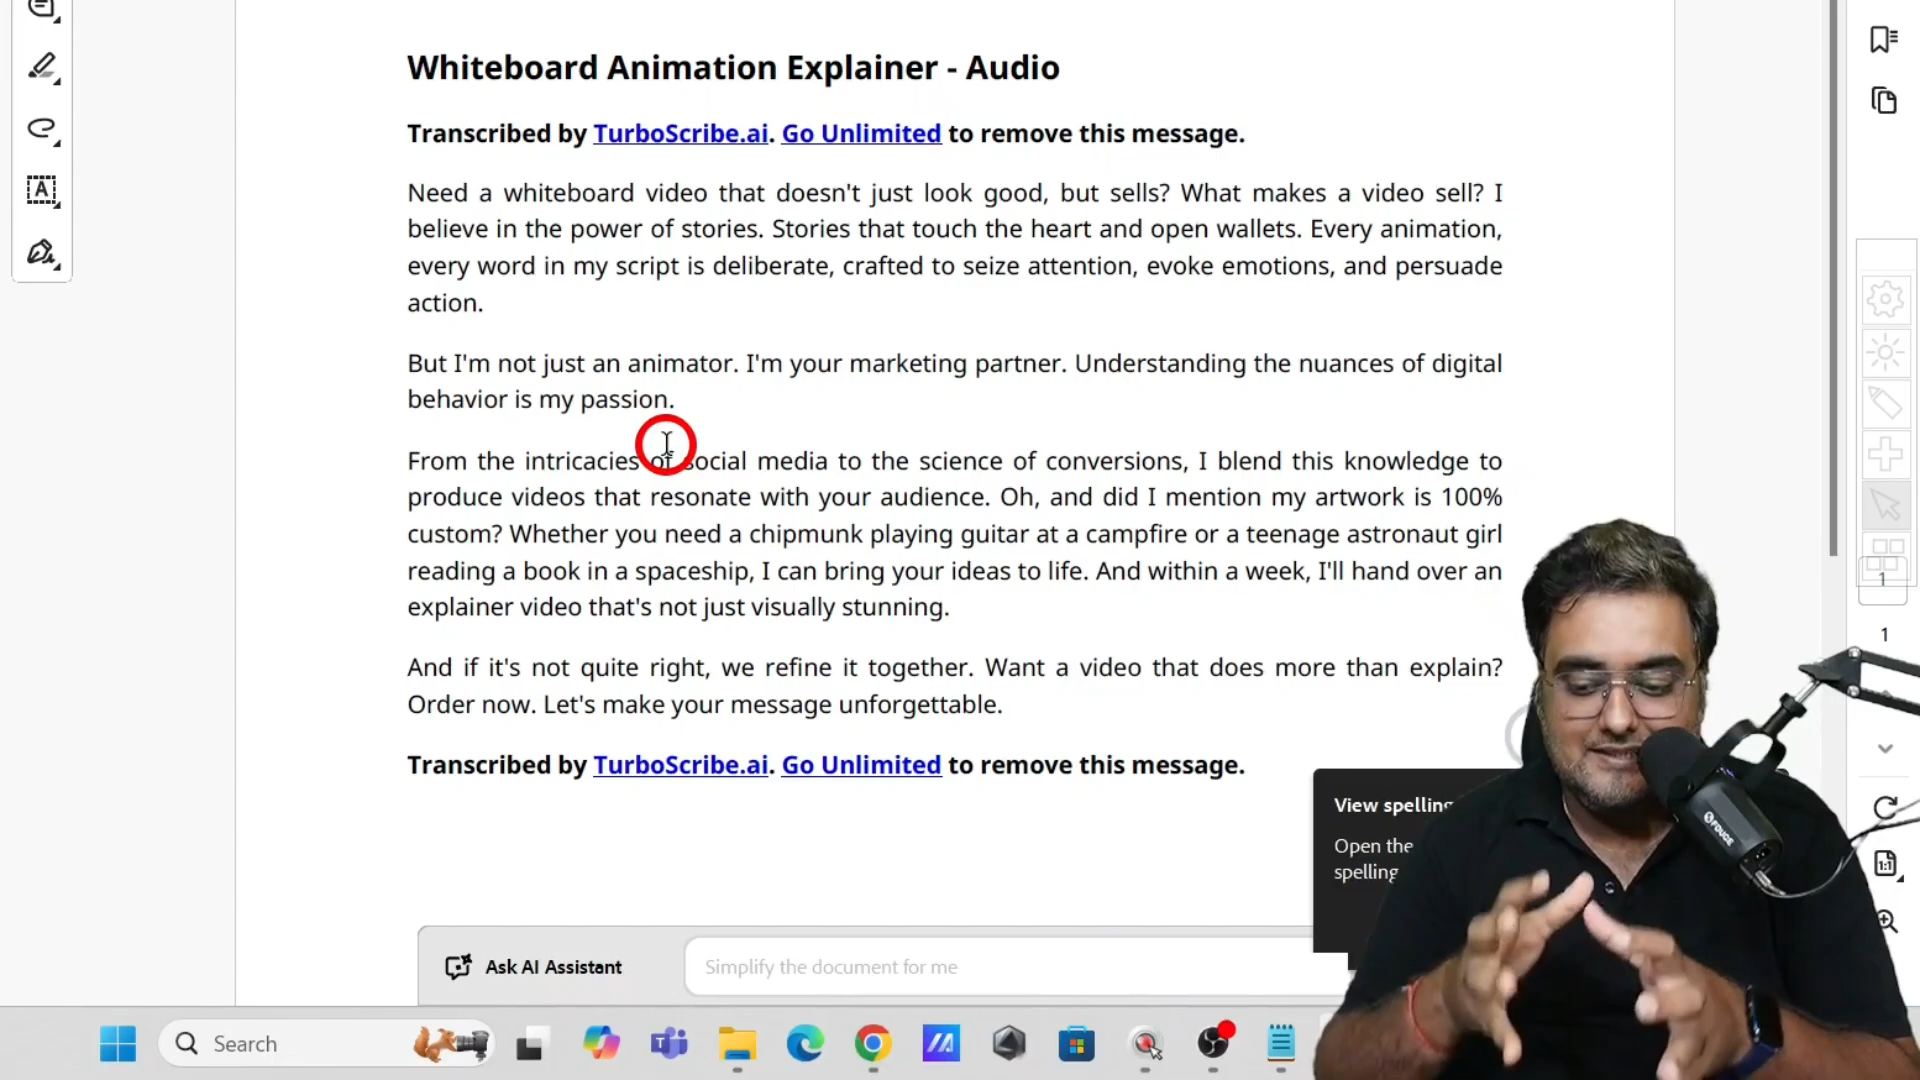 Whiteboard Animation Explainer - Audio
Transcribed by TurboScribe.ai. Go Unlimited to remove this message.
Need a whiteboard video that doesn't just look good, but sells? What makes a video sell? I
believe in the power of stories. Stories that touch the heart and open wallets. Every animation,
every word in my script is deliberate, crafted to seize attention, evoke emotions, and persuade
action.
But I'm not just an animator. I'm your marketing partner. Understanding the nuances of digital
behavior is my passion.
From the intricacies of social media to the science of conversions, I blend this knowledge to
produce videos that resonate with your audience. Oh, and did I mention my artwork is 100%
custom? Whether you need a chipmunk playing guitar at a campfire or a teenage astronaut girl
reading a book in a spaceship, I can bring your ideas to life. And within a week, I'll hand over an
explainer video that's not just visually stunning.
And if it's not quite right, we refine it together. Want a video that does more than explain?
Order now. Let's make your message unforgettable.
Transcribed by TurboScribe.ai. Go Unlimited to remove this message.
View spelling
Open the
spelling
1
1
1:1
Ask AI Assistant
Simplify the document for me
Search
FDUCE